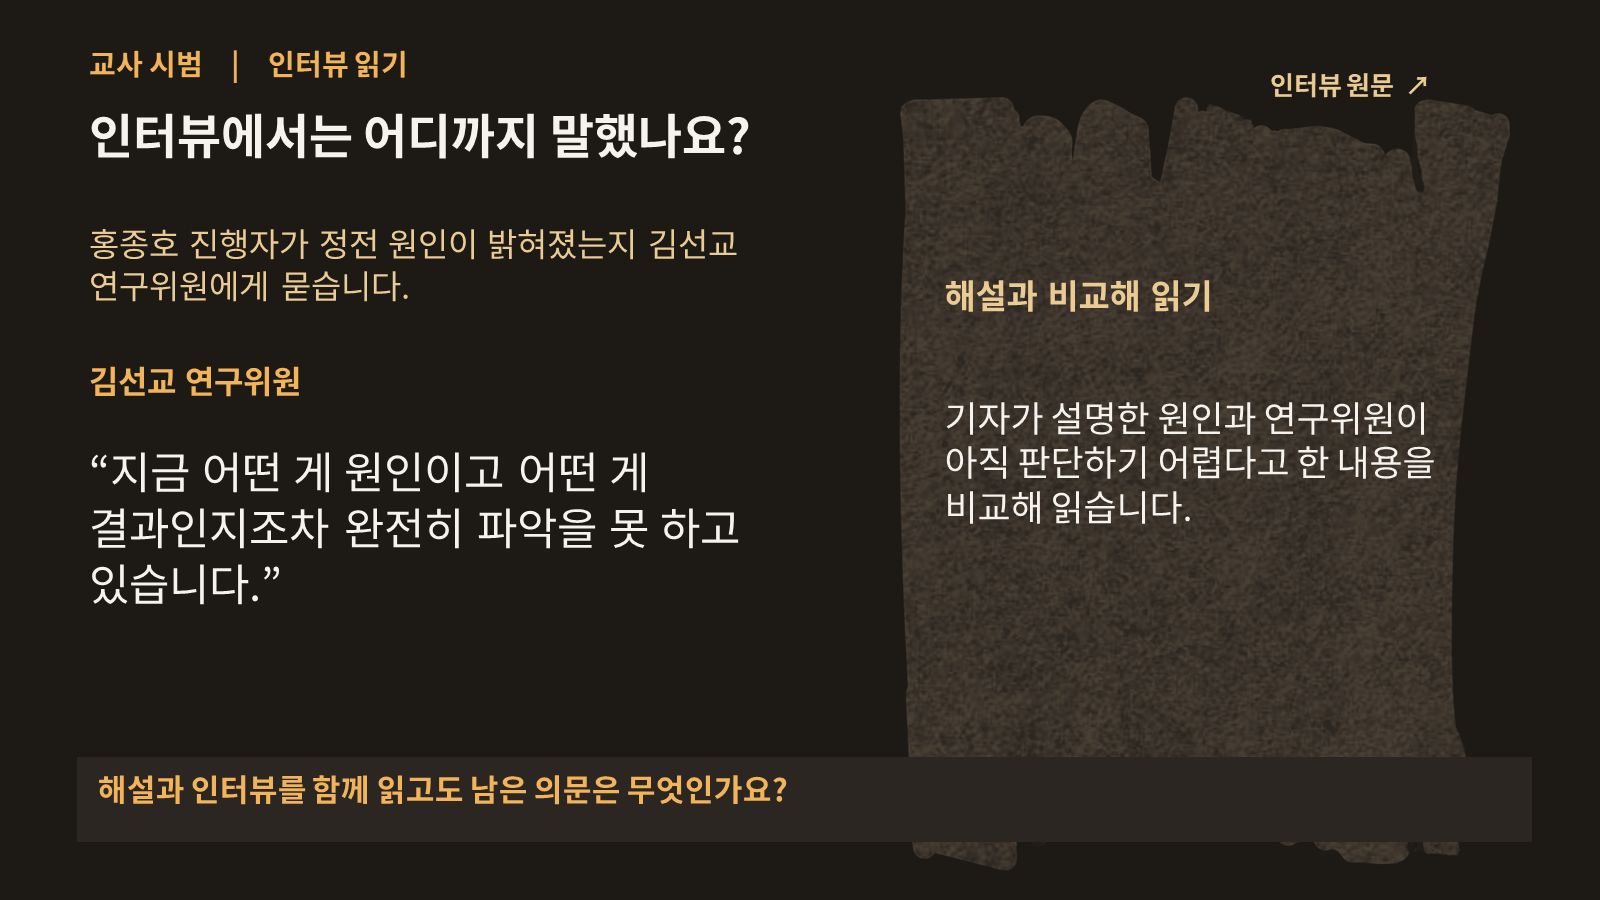 교사 시범 | 인터뷰 읽기
인터뷰에서는 어디까지 말했나요?
홍종호 진행자가 정전 원인이 밝혀졌는지 김선교
연구위원에게 묻습니다.
김선교 연구위원
“지금 어떤 게 원인이고 어떤 게
결과인지조차 완전히 파악을 못 하고
있습니다.”
인터뷰 원문 ↗
해설과 비교해 읽기
기자가 설명한 원인과 연구위원이
아직 판단하기 어렵다고 한 내용을
비교해 읽습니다.
해설과 인터뷰를 함께 읽고도 남은 의문은 무엇인가요?